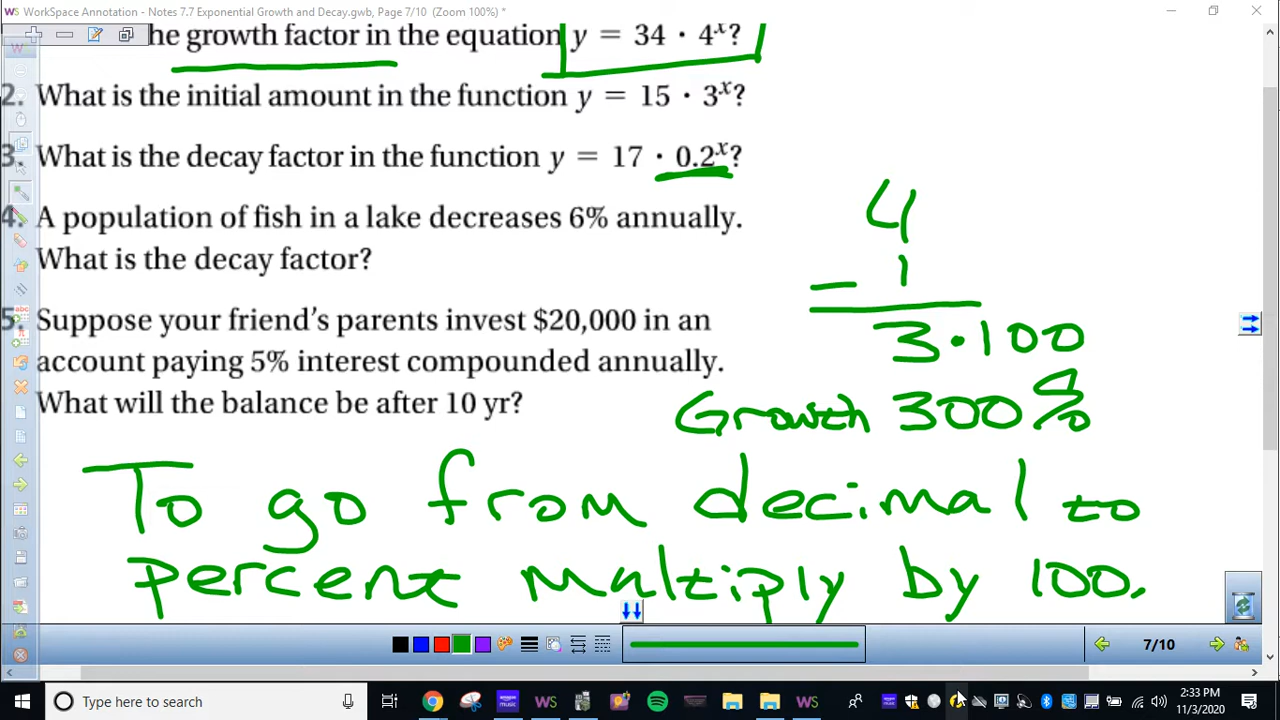 WorkSpace Annotation - Notes 7.7 Exponential Growth and Decay.gwb, Page 7/10 (Zoom 100%) *
he growth factor in the equation y = 34 · 4ˣ?
2. What is the initial amount in the function y = 15 · 3ˣ?
3. What is the decay factor in the function y = 17 · 0.2ˣ?
4. A population of fish in a lake decreases 6% annually.
What is the decay factor?
5. Suppose your friend's parents invest $20,000 in an
account paying 5% interest compounded annually.
What will the balance be after 10 yr?
4
- 1
3 · 100
Growth 300%
To go from decimal to
percent multiply by 100.
7/10
Type here to search
2:33 PM
11/3/2020